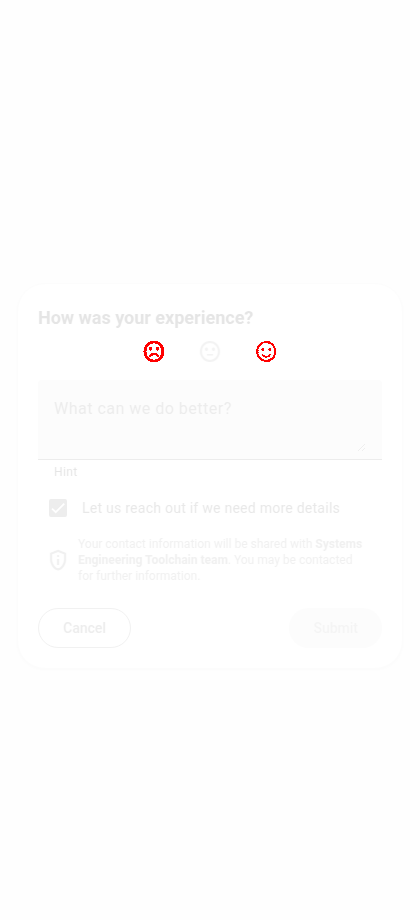 How was your experience?
What can we do better?
Hint
Let us reach out if we need more details
Your contact information will be shared with Systems
Engineering Toolchain team. You may be contacted
for further information.
Cancel
Submit